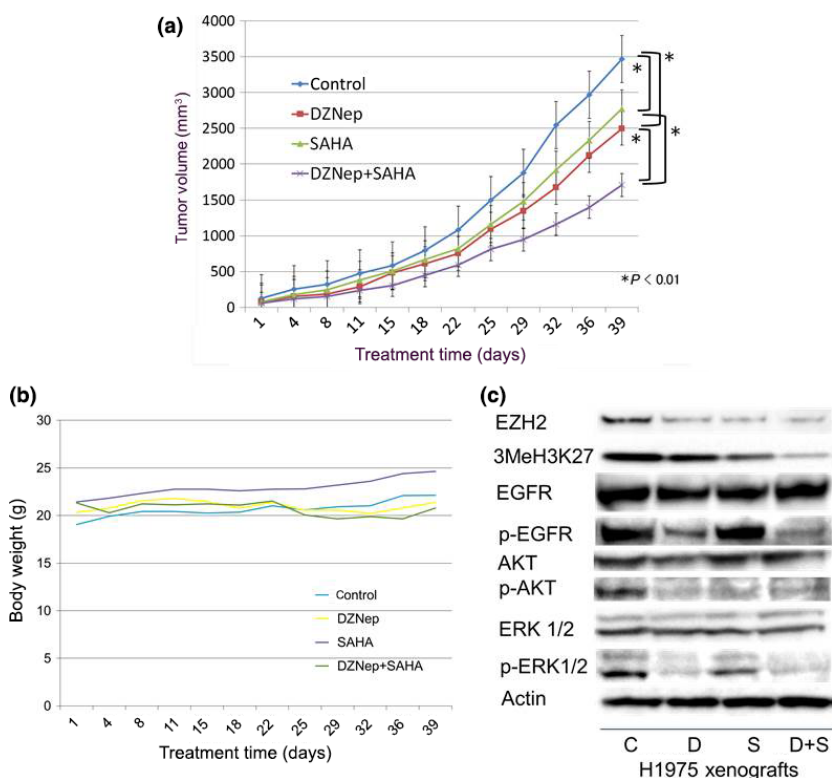 (a)
4000
3500
3000
2500
2000
1500
1000
500
0
Tumor volume (mm³)
Control
DZNep
SAHA
DZNep+SAHA
*
*
*
*
*P < 0.01
1 4 8 11 15 18 22 25 29 32 36 39
Treatment time (days)
(b)
30
25
20
15
10
5
0
Body weight (g)
Control
DZNep
SAHA
DZNep+SAHA
1 4 8 11 15 18 22 25 29 32 36 39
Treatment time (days)
(c)
EZH2
3MeH3K27
EGFR
p-EGFR
AKT
p-AKT
ERK 1/2
p-ERK1/2
Actin
C D S D+S
H1975 xenografts